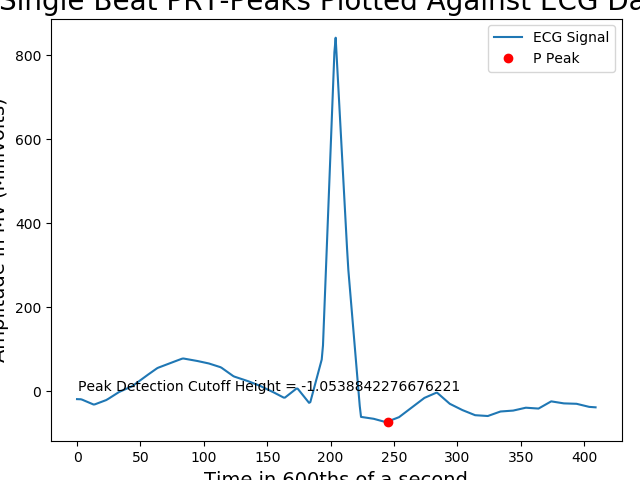 Single Beat PRT-Peaks Plotted Against ECG Da
ECG Signal
P Peak
800
600
400
200
0
Amplitude in MV (Millivolts)
Peak Detection Cutoff Height = -1.0538842276676221
0 50 100 150 200 250 300 350 400
Time in 600ths of a second